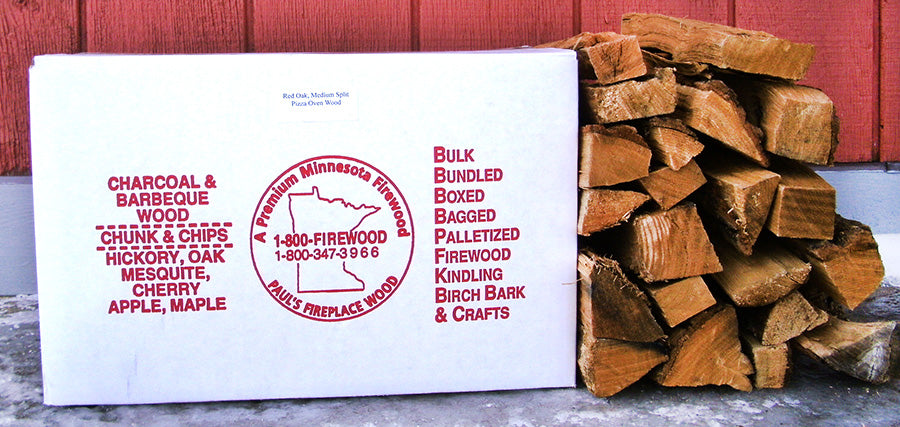 Red Oak, Medium Split
Pizza Oven Wood
CHARCOAL &
BARBEQUE
WOOD
CHUNK & CHIPS
HICKORY, OAK
MESQUITE,
CHERRY
APPLE, MAPLE
A Premium Minnesota Firewood
1-800-FIREWOOD
1-800-347-3966
PAUL'S FIREPLACE WOOD
BULK
BUNDLED
BOXED
BAGGED
PALLETIZED
FIREWOOD
KINDLING
BIRCH BARK
& CRAFTS